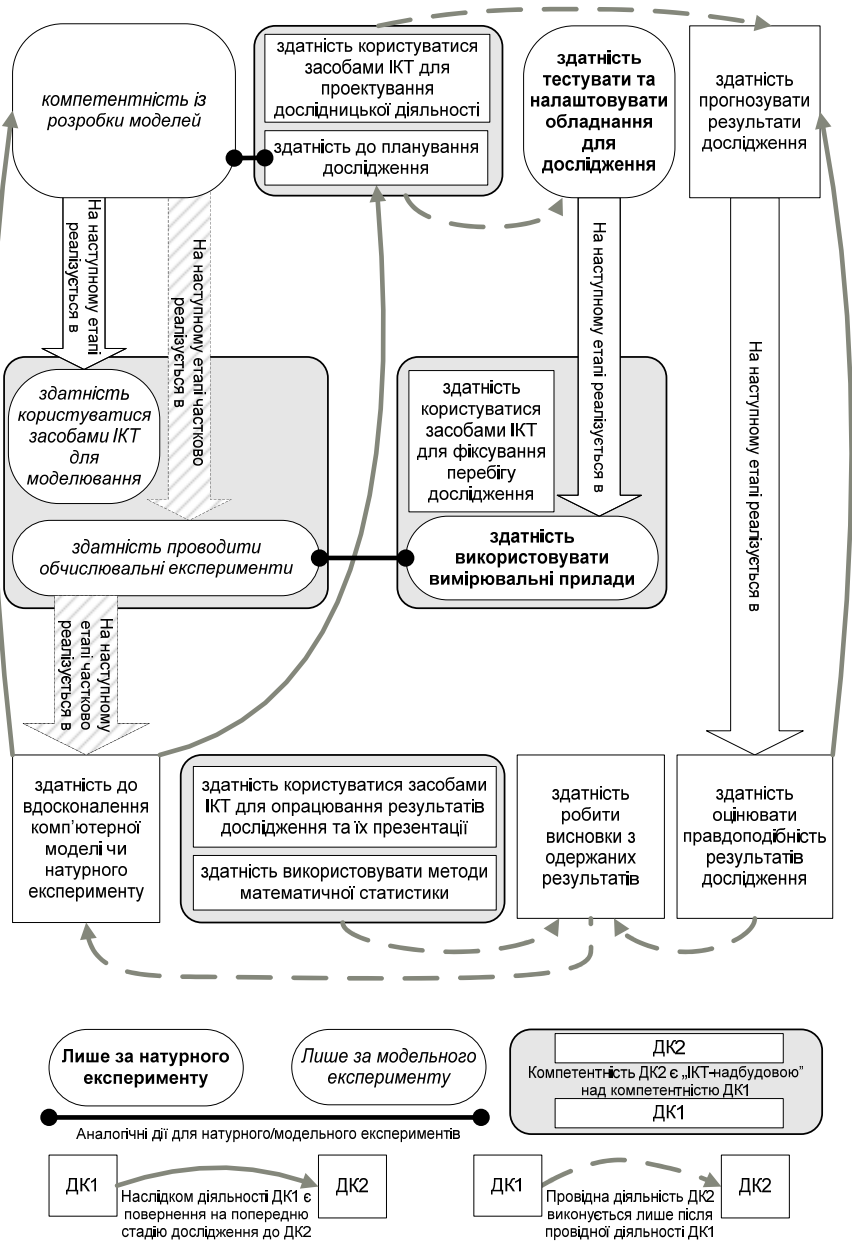 компетентність із
розробки моделей
здатність користуватися
засобами ІКТ для
проектування
дослідницької діяльності
здатність до планування
дослідження
здатність
тестувати та
налаштовувати
обладнання
для
дослідження
здатність
прогнозувати
результати
дослідження
На наступному етапі
реалізується в
На наступному етапі частково
реалізується в
На наступному етапі реалізується в
На наступному етапі реалізується в
здатність
користуватися
засобами ІКТ
для
моделювання
здатність
користуватися
засобами ІКТ
для фіксування
перебігу
дослідження
здатність проводити
обчислювальні експерименти
здатність
використовувати
вимірювальні прилади
На наступному
етапі частково
реалізується в
здатність до
вдосконалення
комп’ютерної
моделі чи
натурного
експерименту
здатність користуватися засобами
ІКТ для опрацювання результатів
дослідження та їх презентації
здатність використовувати методи
математичної статистики
здатність
робити
висновки з
одержаних
результатів
здатність
оцінювати
правдоподібність
результатів
дослідження
Лише за натурного
експерименту
Лише за модельного
експерименту
ДК2
Компетентність ДК2 є „ІКТ-надбудовою”
над компетентністю ДК1
ДК1
Аналогічні дії для натурного/модельного експериментів
ДК1
Наслідком діяльності ДК1 є
повернення на попередню
стадію дослідження до ДК2
ДК2
ДК1
Провідна діяльність ДК2
виконується лише після
провідної діяльності ДК1
ДК2